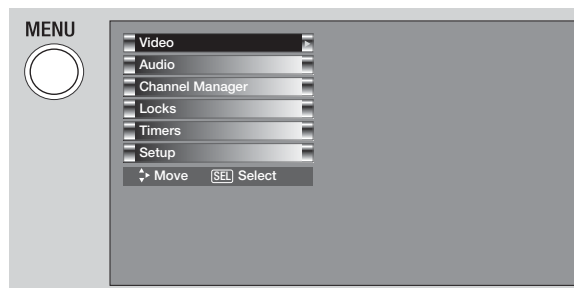 MENU
Video
Audio
Channel Manager
Locks
Timers
Setup
Move SEL Select